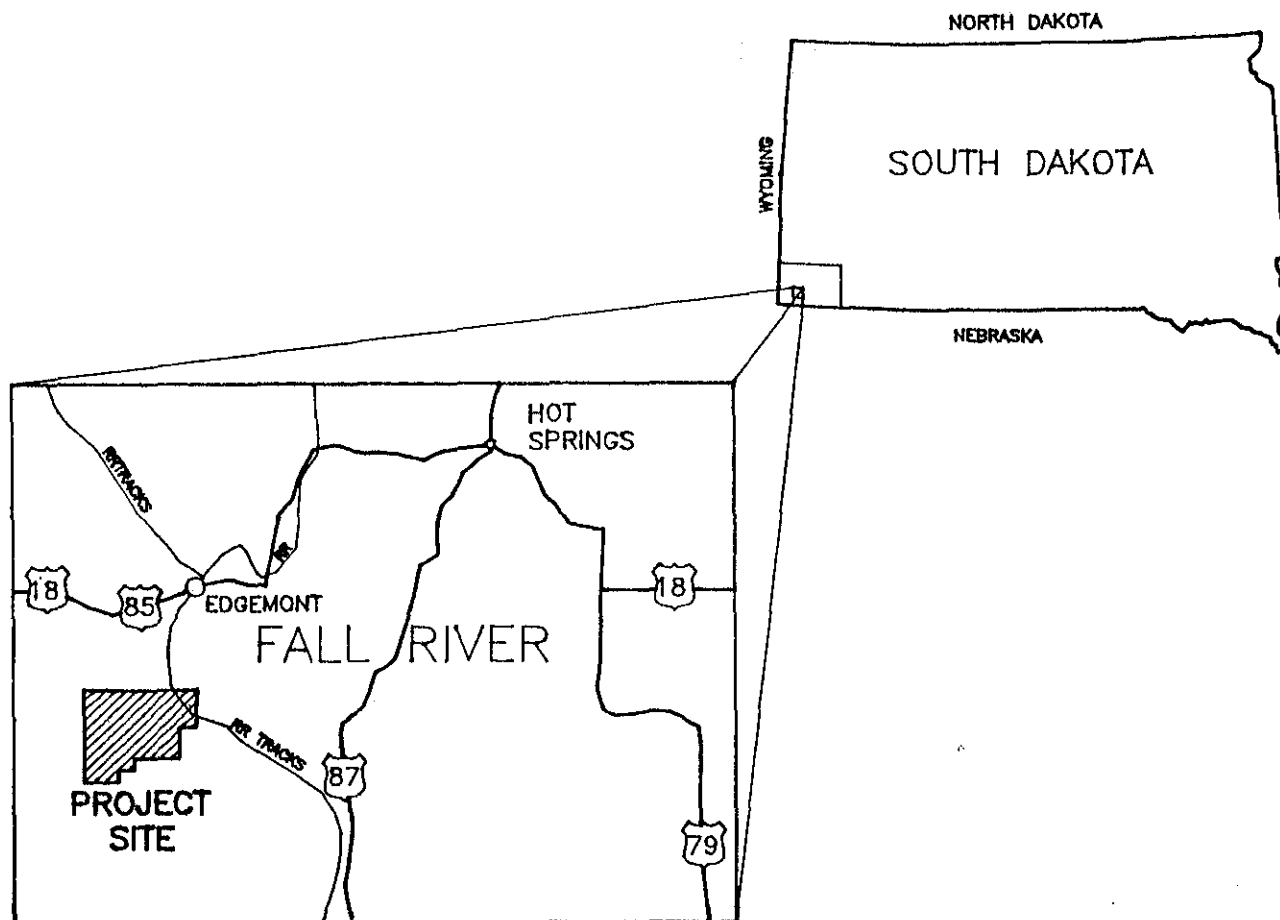 NORTH DAKOTA
SOUTH DAKOTA
WYOMING
NEBRASKA
HOT
SPRINGS
RR TRACKS
RR
18
85
EDGEMONT
18
FALL RIVER
RR TRACKS
87
PROJECT
SITE
79